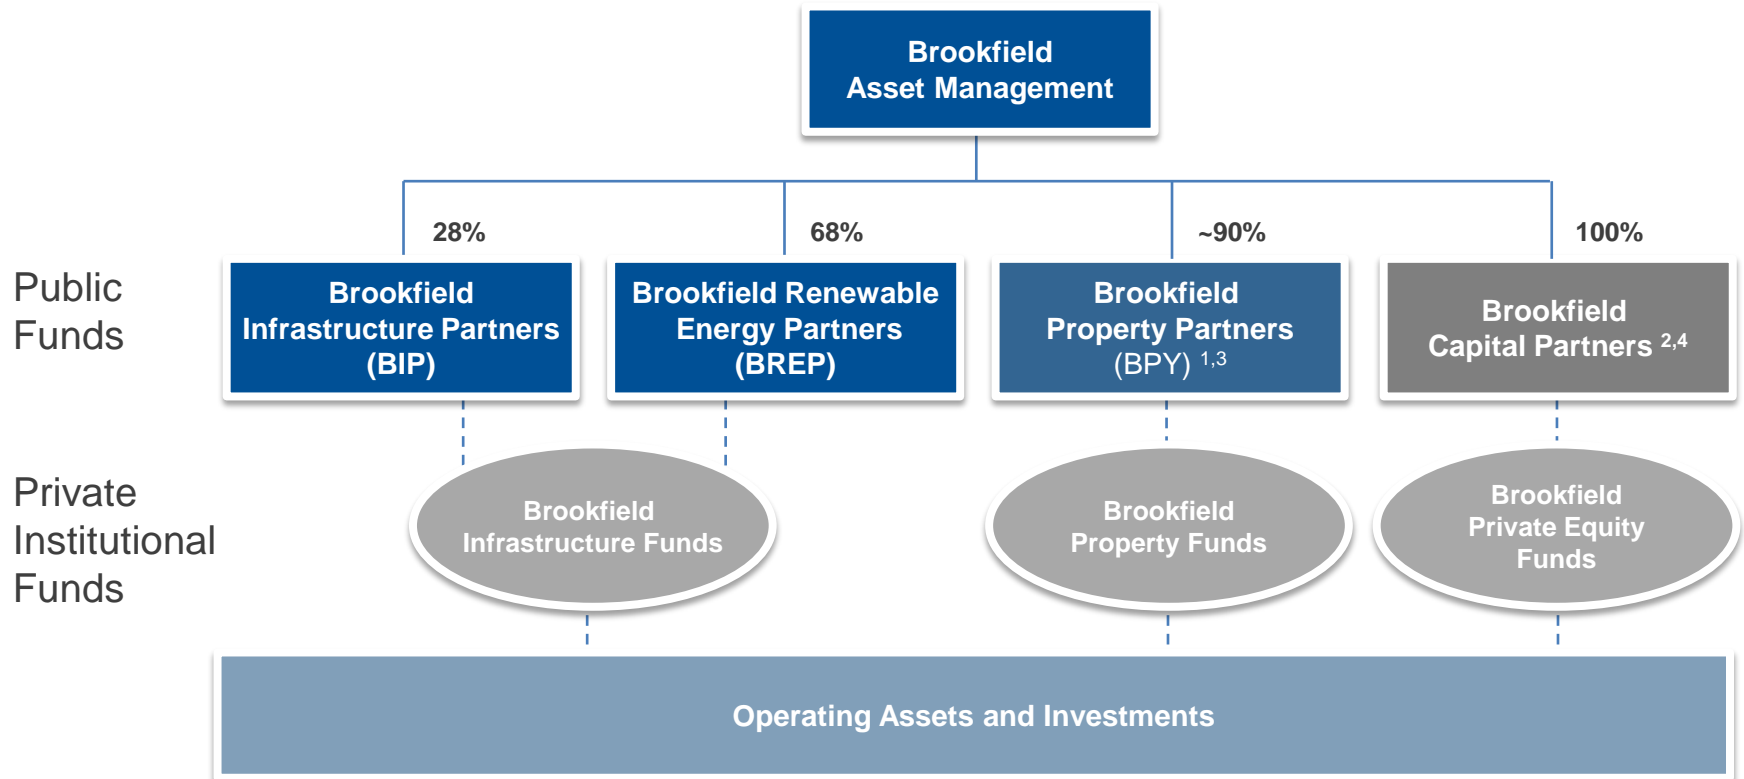 Brookfield
Asset Management
28%
68%
~90%
100%
Public
Funds
Brookfield
Infrastructure Partners
(BIP)
Brookfield Renewable
Energy Partners
(BREP)
Brookfield
Property Partners
(BPY) 1,3
Brookfield
Capital Partners 2,4
Private
Institutional
Funds
Brookfield
Infrastructure Funds
Brookfield
Property Funds
Brookfield
Private Equity
Funds
Operating Assets and Investments